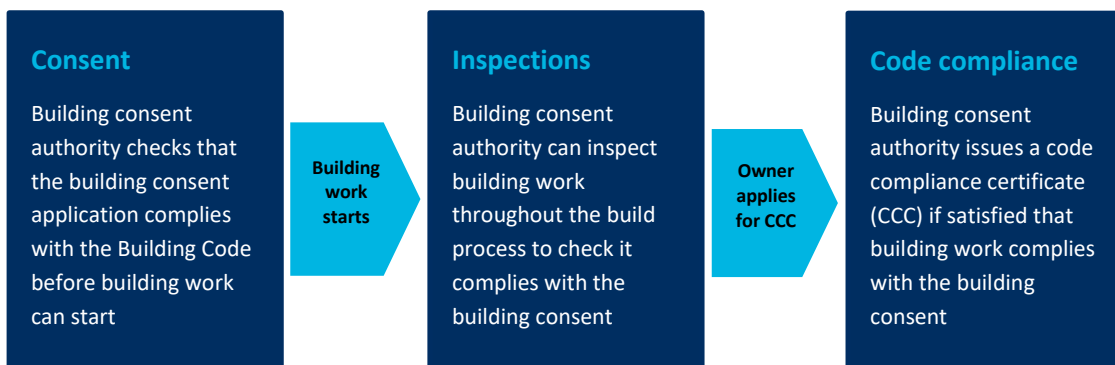 Consent
Building consent
authority checks that
the building consent
application complies
with the Building Code
before building work
can start
Building
work
starts
Inspections
Building consent
authority can inspect
building work
throughout the build
process to check it
complies with the
building consent
Owner
applies
for CCC
Code compliance
Building consent
authority issues a code
compliance certificate
(CCC) if satisfied that
building work complies
with the building
consent